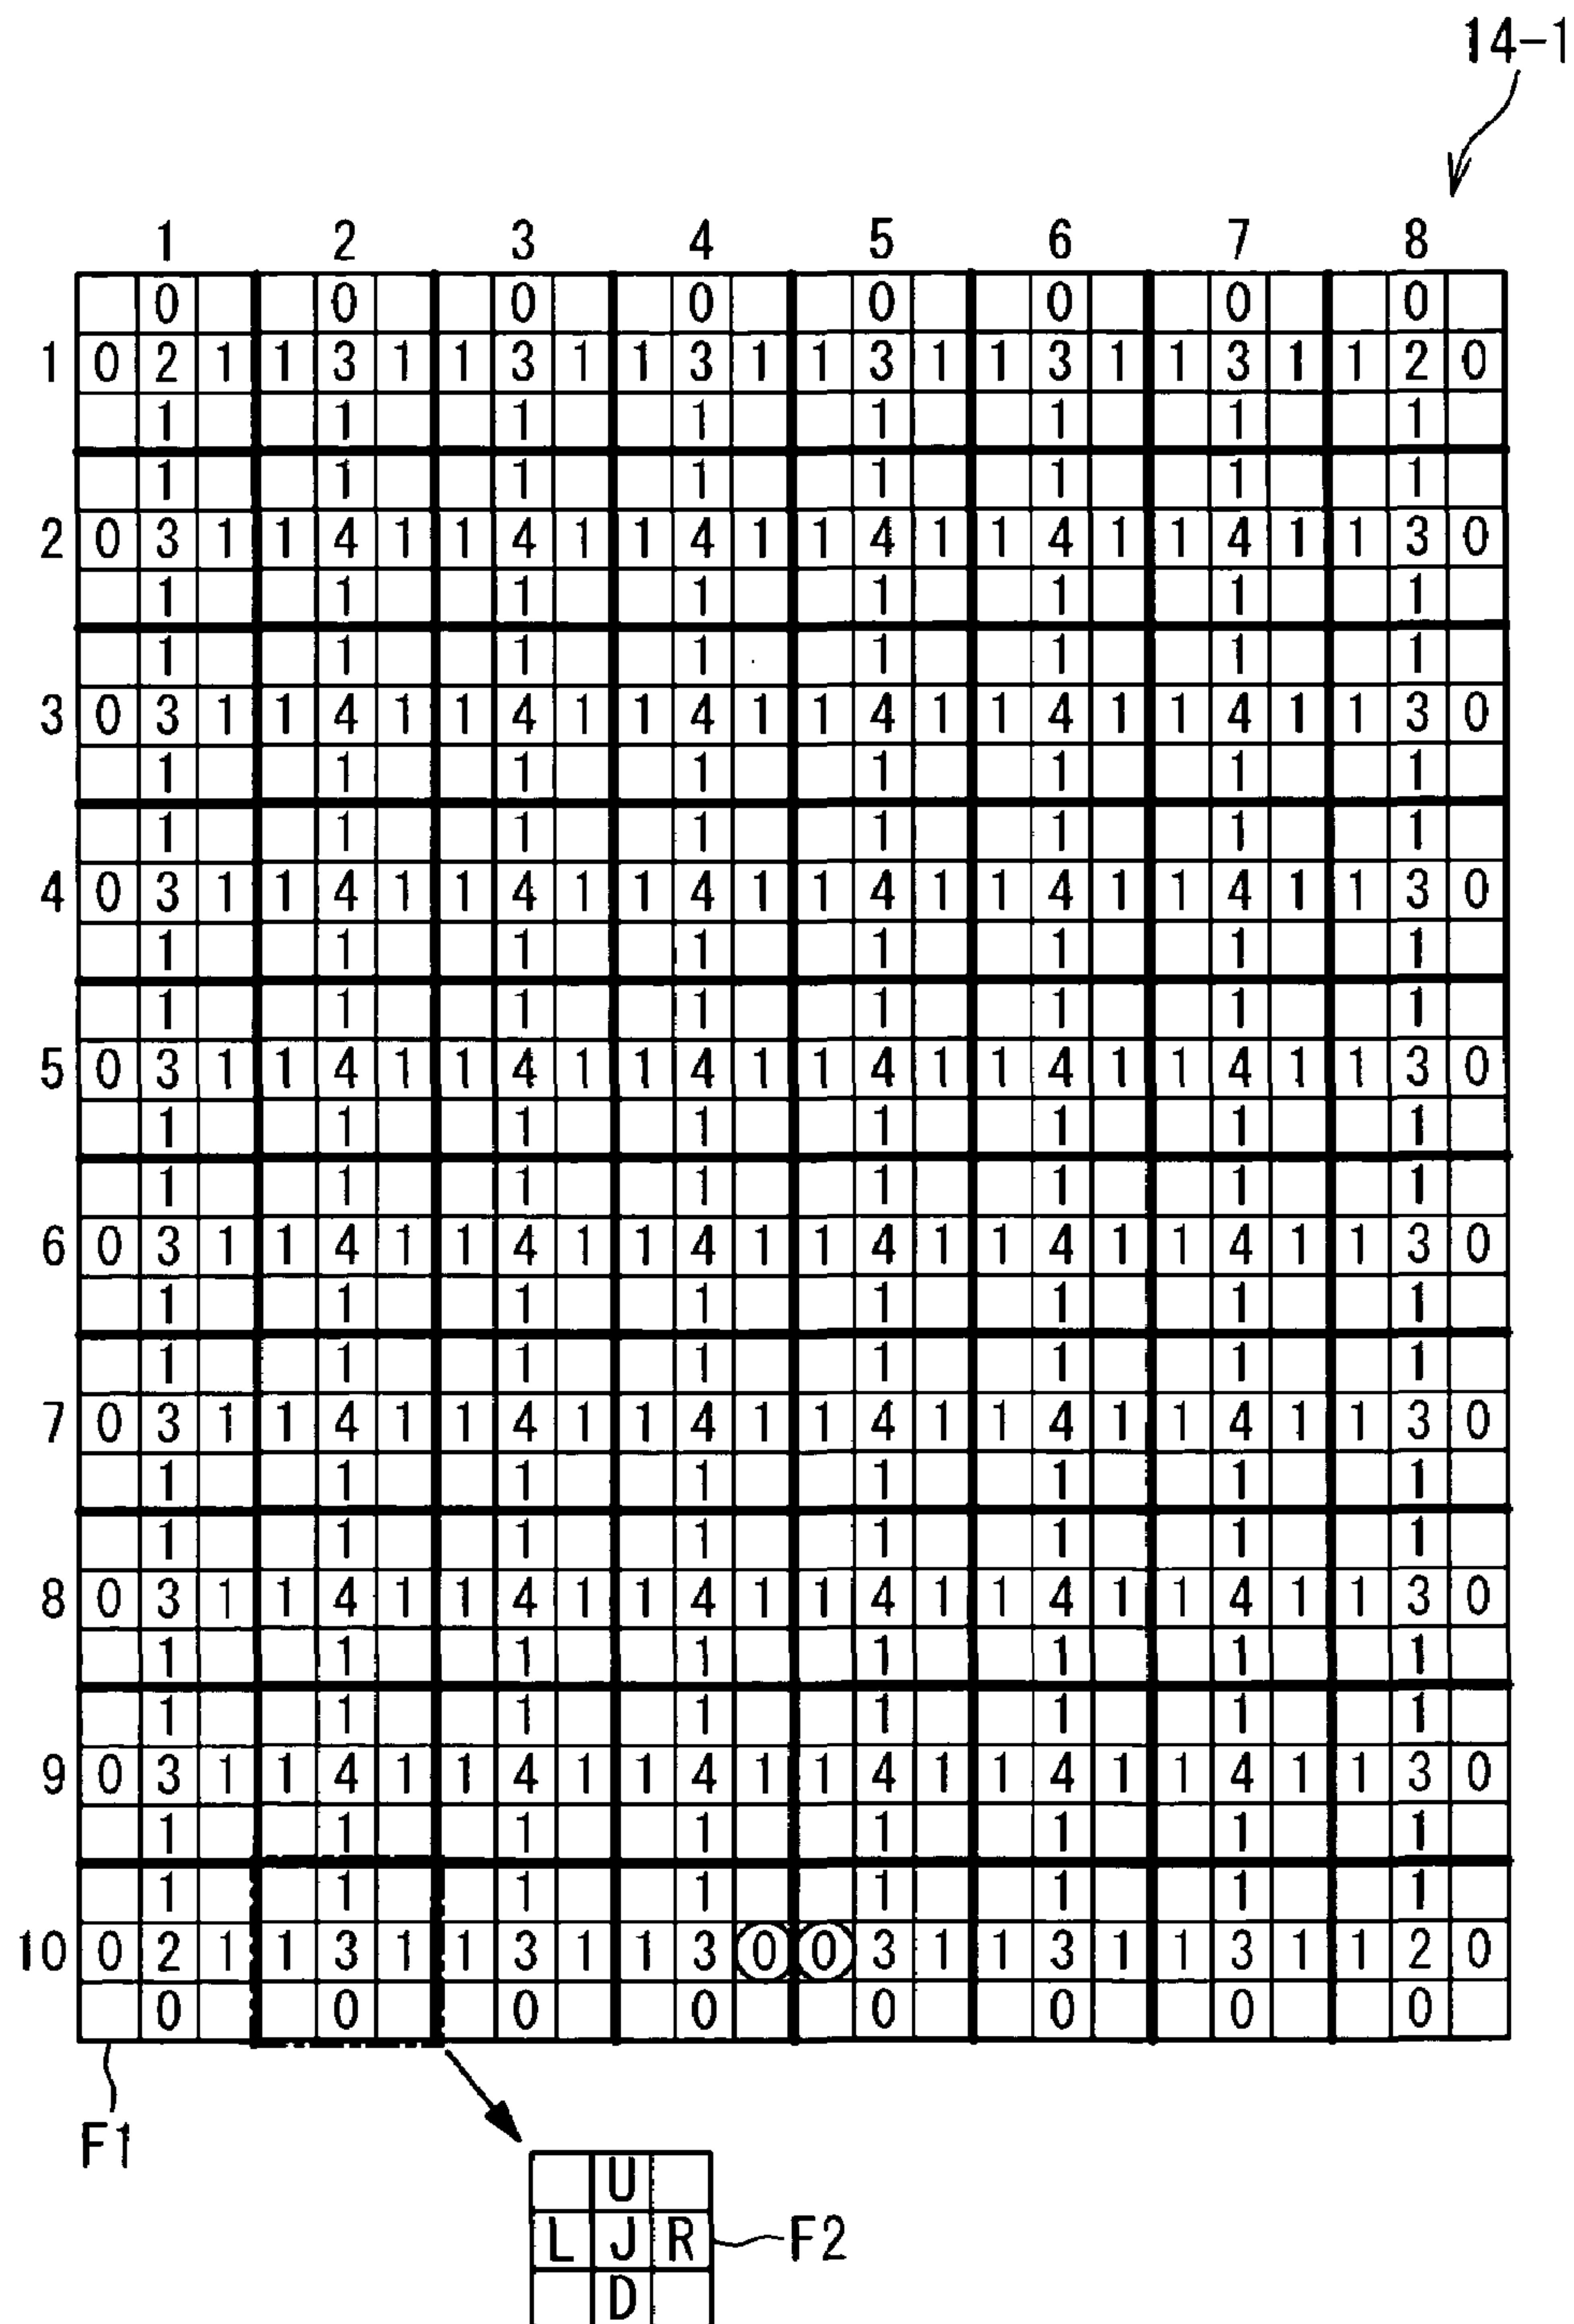 14-1
1 2 3 4 5 6 7 8
0 0 0 0 0 0 0 0
1 0 2 1 1 3 1 1 3 1 1 3 1 1 3 1 1 3 1 1 3 1 1 2 0
1 1 1 1 1 1 1 1
1 1 1 1 1 1 1 1
2 0 3 1 1 4 1 1 4 1 1 4 1 1 4 1 1 4 1 1 4 1 1 3 0
1 1 1 1 1 1 1 1
1 1 1 1 1 1 1 1
3 0 3 1 1 4 1 1 4 1 1 4 1 1 4 1 1 4 1 1 4 1 1 3 0
1 1 1 1 1 1 1 1
1 1 1 1 1 1 1 1
4 0 3 1 1 4 1 1 4 1 1 4 1 1 4 1 1 4 1 1 4 1 1 3 0
1 1 1 1 1 1 1 1
1 1 1 1 1 1 1 1
5 0 3 1 1 4 1 1 4 1 1 4 1 1 4 1 1 4 1 1 4 1 1 3 0
1 1 1 1 1 1 1 1
1 1 1 1 1 1 1 1
6 0 3 1 1 4 1 1 4 1 1 4 1 1 4 1 1 4 1 1 4 1 1 3 0
1 1 1 1 1 1 1 1
1 1 1 1 1 1 1 1
7 0 3 1 1 4 1 1 4 1 1 4 1 1 4 1 1 4 1 1 4 1 1 3 0
1 1 1 1 1 1 1 1
1 1 1 1 1 1 1 1
8 0 3 1 1 4 1 1 4 1 1 4 1 1 4 1 1 4 1 1 4 1 1 3 0
1 1 1 1 1 1 1 1
1 1 1 1 1 1 1 1
9 0 3 1 1 4 1 1 4 1 1 4 1 1 4 1 1 4 1 1 4 1 1 3 0
1 1 1 1 1 1 1 1
1 1 1 1 1 1 1 1
10 0 2 1 1 3 1 1 3 1 1 3 0 0 3 1 1 3 1 1 3 1 1 2 0
0 0 0 0 0 0 0 0
F1
U
L J R F2
D